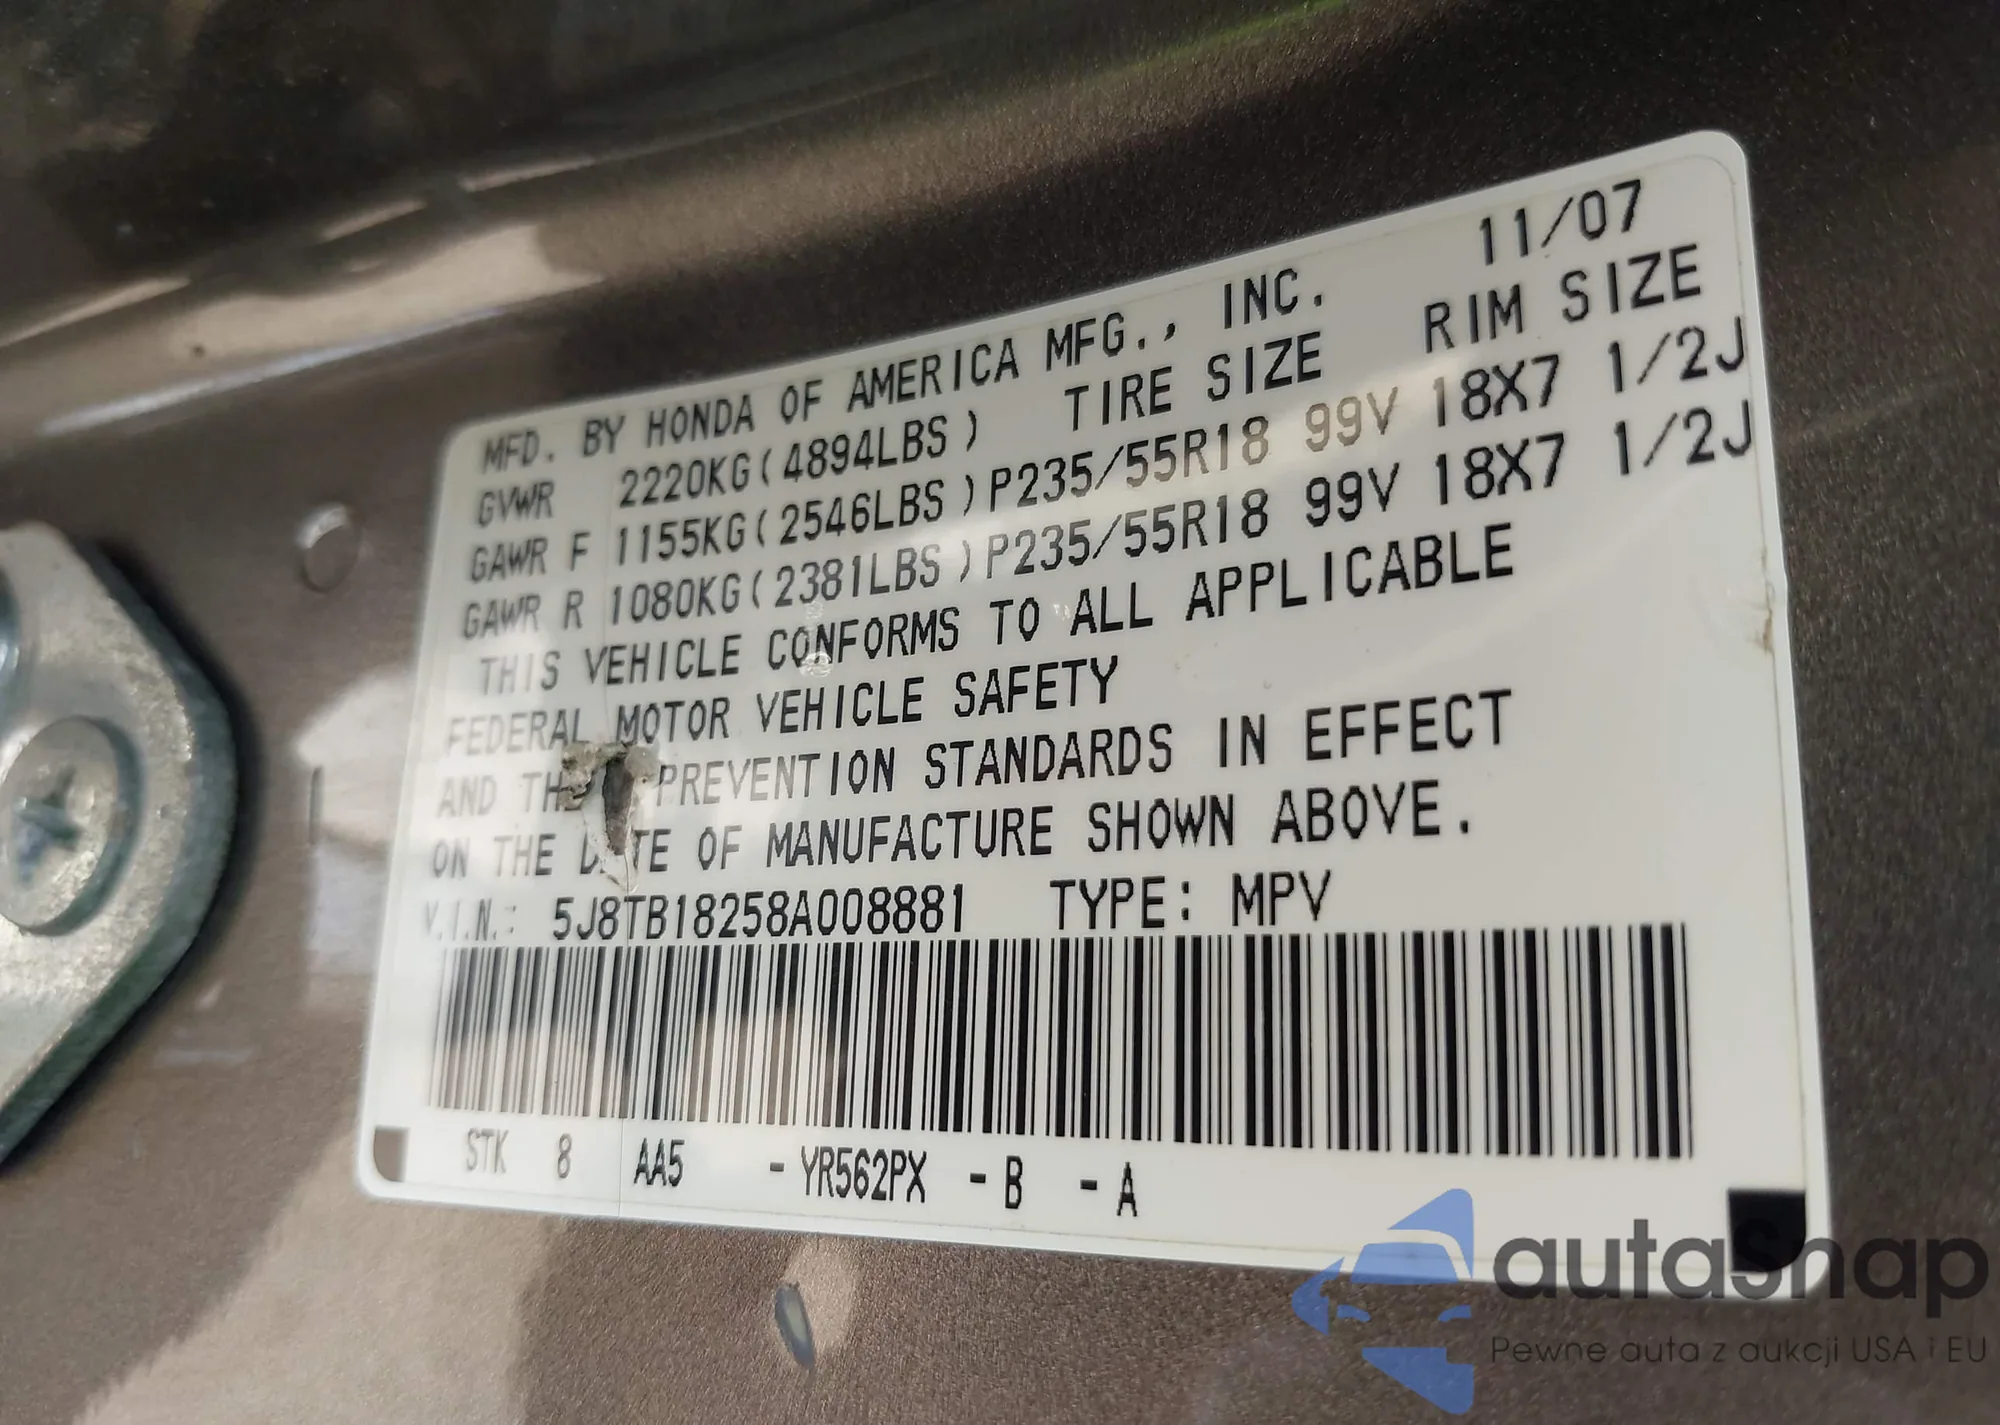 11/07
MFD. BY HONDA OF AMERICA MFG., INC.
TIRE SIZE RIM SIZE
GVWR 2220KG(4894LBS)
GAWR F 1155KG(2546LBS)P235/55R18 99V 18X7 1/2J
GAWR R 1080KG(2381LBS)P235/55R18 99V 18X7 1/2J
THIS VEHICLE CONFORMS TO ALL APPLICABLE
FEDERAL MOTOR VEHICLE SAFETY
AND PREVENTION STANDARDS IN EFFECT
ON THE OF MANUFACTURE SHOWN ABOVE.
V.I.N.: 5J8TB18258A008881 TYPE: MPV
STK 8 AA5 - YR562PX - B - A
autasnap
Pewne auta z aukcji USA i EU